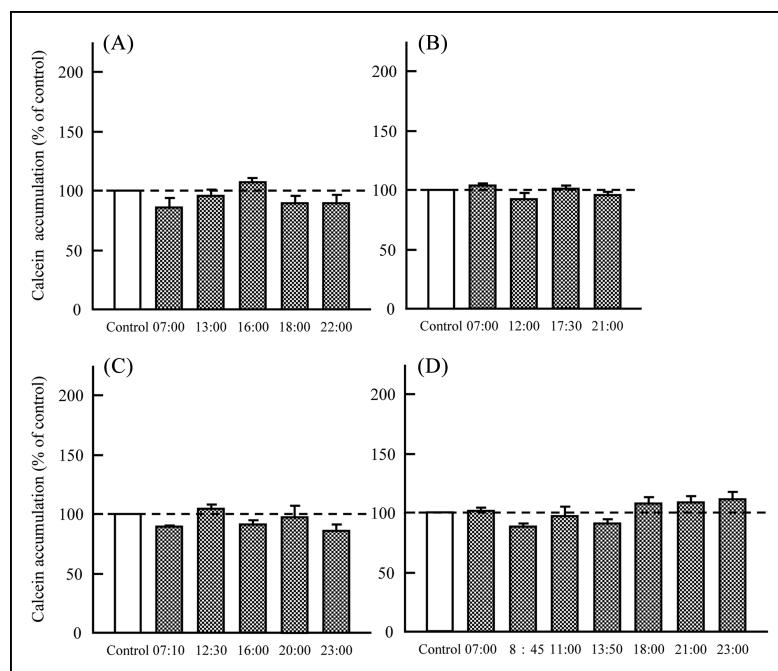 (A)
Calcein accumulation (% of control)
200
150
100
50
0
Control 07:00 13:00 16:00 18:00 22:00
(B)
200
150
100
50
0
Control 07:00 12:00 17:30 21:00
(C)
Calcein accumulation (% of control)
200
150
100
50
0
Control 07:10 12:30 16:00 20:00 23:00
(D)
200
150
100
50
0
Control 07:00 8 : 45 11:00 13:50 18:00 21:00 23:00